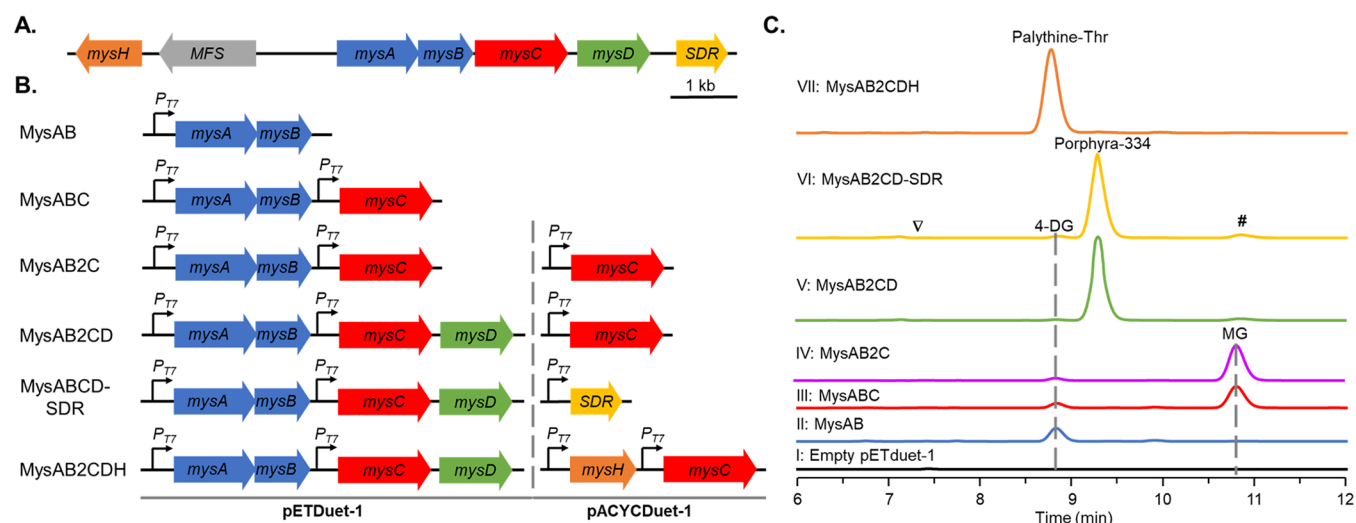 A.
mysH MFS mysA mysB mysC mysD SDR
1 kb
B.
MysAB
PT7
mysA mysB
MysABC
PT7 PT7
mysA mysB mysC
MysAB2C
PT7 PT7 PT7
mysA mysB mysC mysC
MysAB2CD
PT7 PT7 PT7
mysA mysB mysC mysD mysC
MysABCD-
SDR
PT7 PT7 PT7
mysA mysB mysC mysD SDR
MysAB2CDH
PT7 PT7 PT7 PT7
mysA mysB mysC mysD mysH mysC
pETDuet-1 pACYCDuet-1
C.
Palythine-Thr
VII: MysAB2CDH
Porphyra-334
VI: MysAB2CD-SDR
∇ 4-DG #
V: MysAB2CD
MG
IV: MysAB2C
III: MysABC
II: MysAB
I: Empty pETduet-1
6 7 8 9 10 11 12
Time (min)